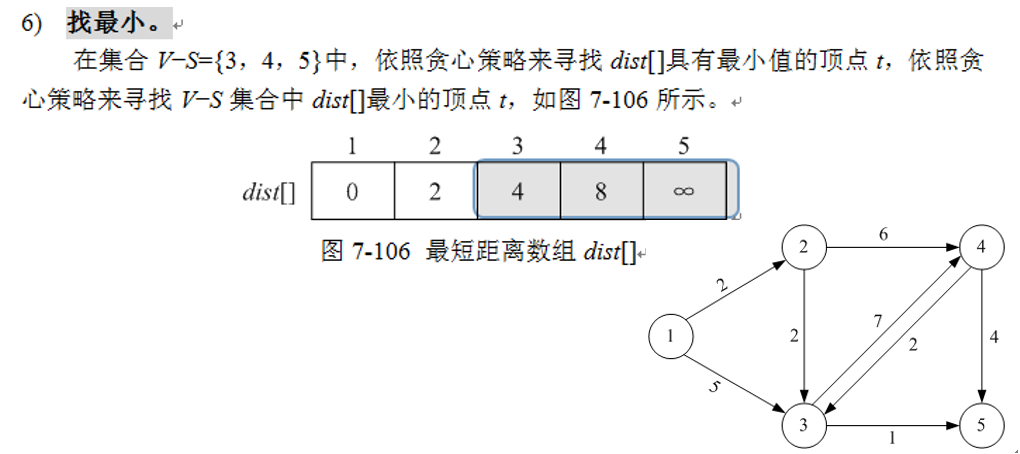 6) 找最小。
在集合 V−S={3，4，5}中，依照贪心策略来寻找 dist[]具有最小值的顶点 t，依照贪
心策略来寻找 V−S 集合中 dist[]最小的顶点 t，如图 7-106 所示。
1 2 3 4 5
dist[] 0 2 4 8 ∞
图 7-106 最短距离数组 dist[]
6
2 4
2
7
1 2 2 4
5
3 5
1